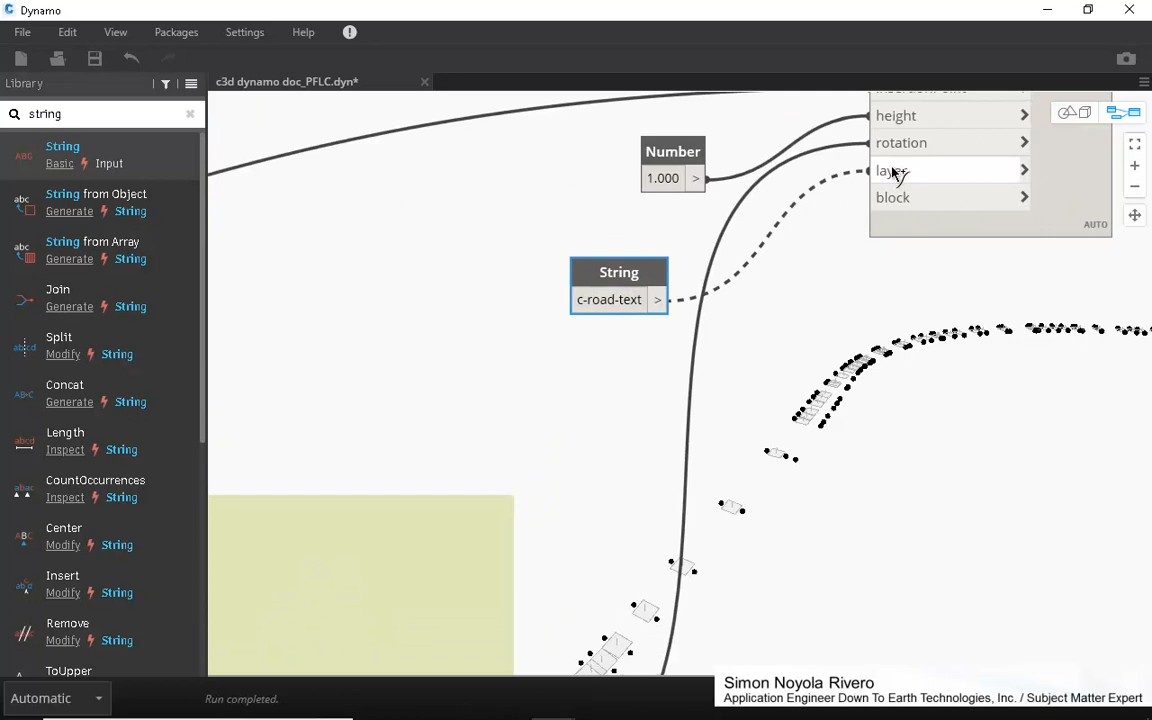 Dynamo
File Edit View Packages Settings Help
Library
c3d dynamo doc_PFLC.dyn*
string
String
Basic Input
String from Object
Generate String
String from Array
Generate String
Join
Generate String
Split
Modify String
Concat
Generate String
Length
Inspect String
CountOccurrences
Inspect String
Center
Modify String
Insert
Modify String
Remove
Modify String
ToUpper
height
rotation
block
AUTO
Number
1.000 >
String
c-road-text >
Automatic
Run completed.
Simon Noyola Rivero
Application Engineer Down To Earth Technologies, Inc. / Subject Matter Expert